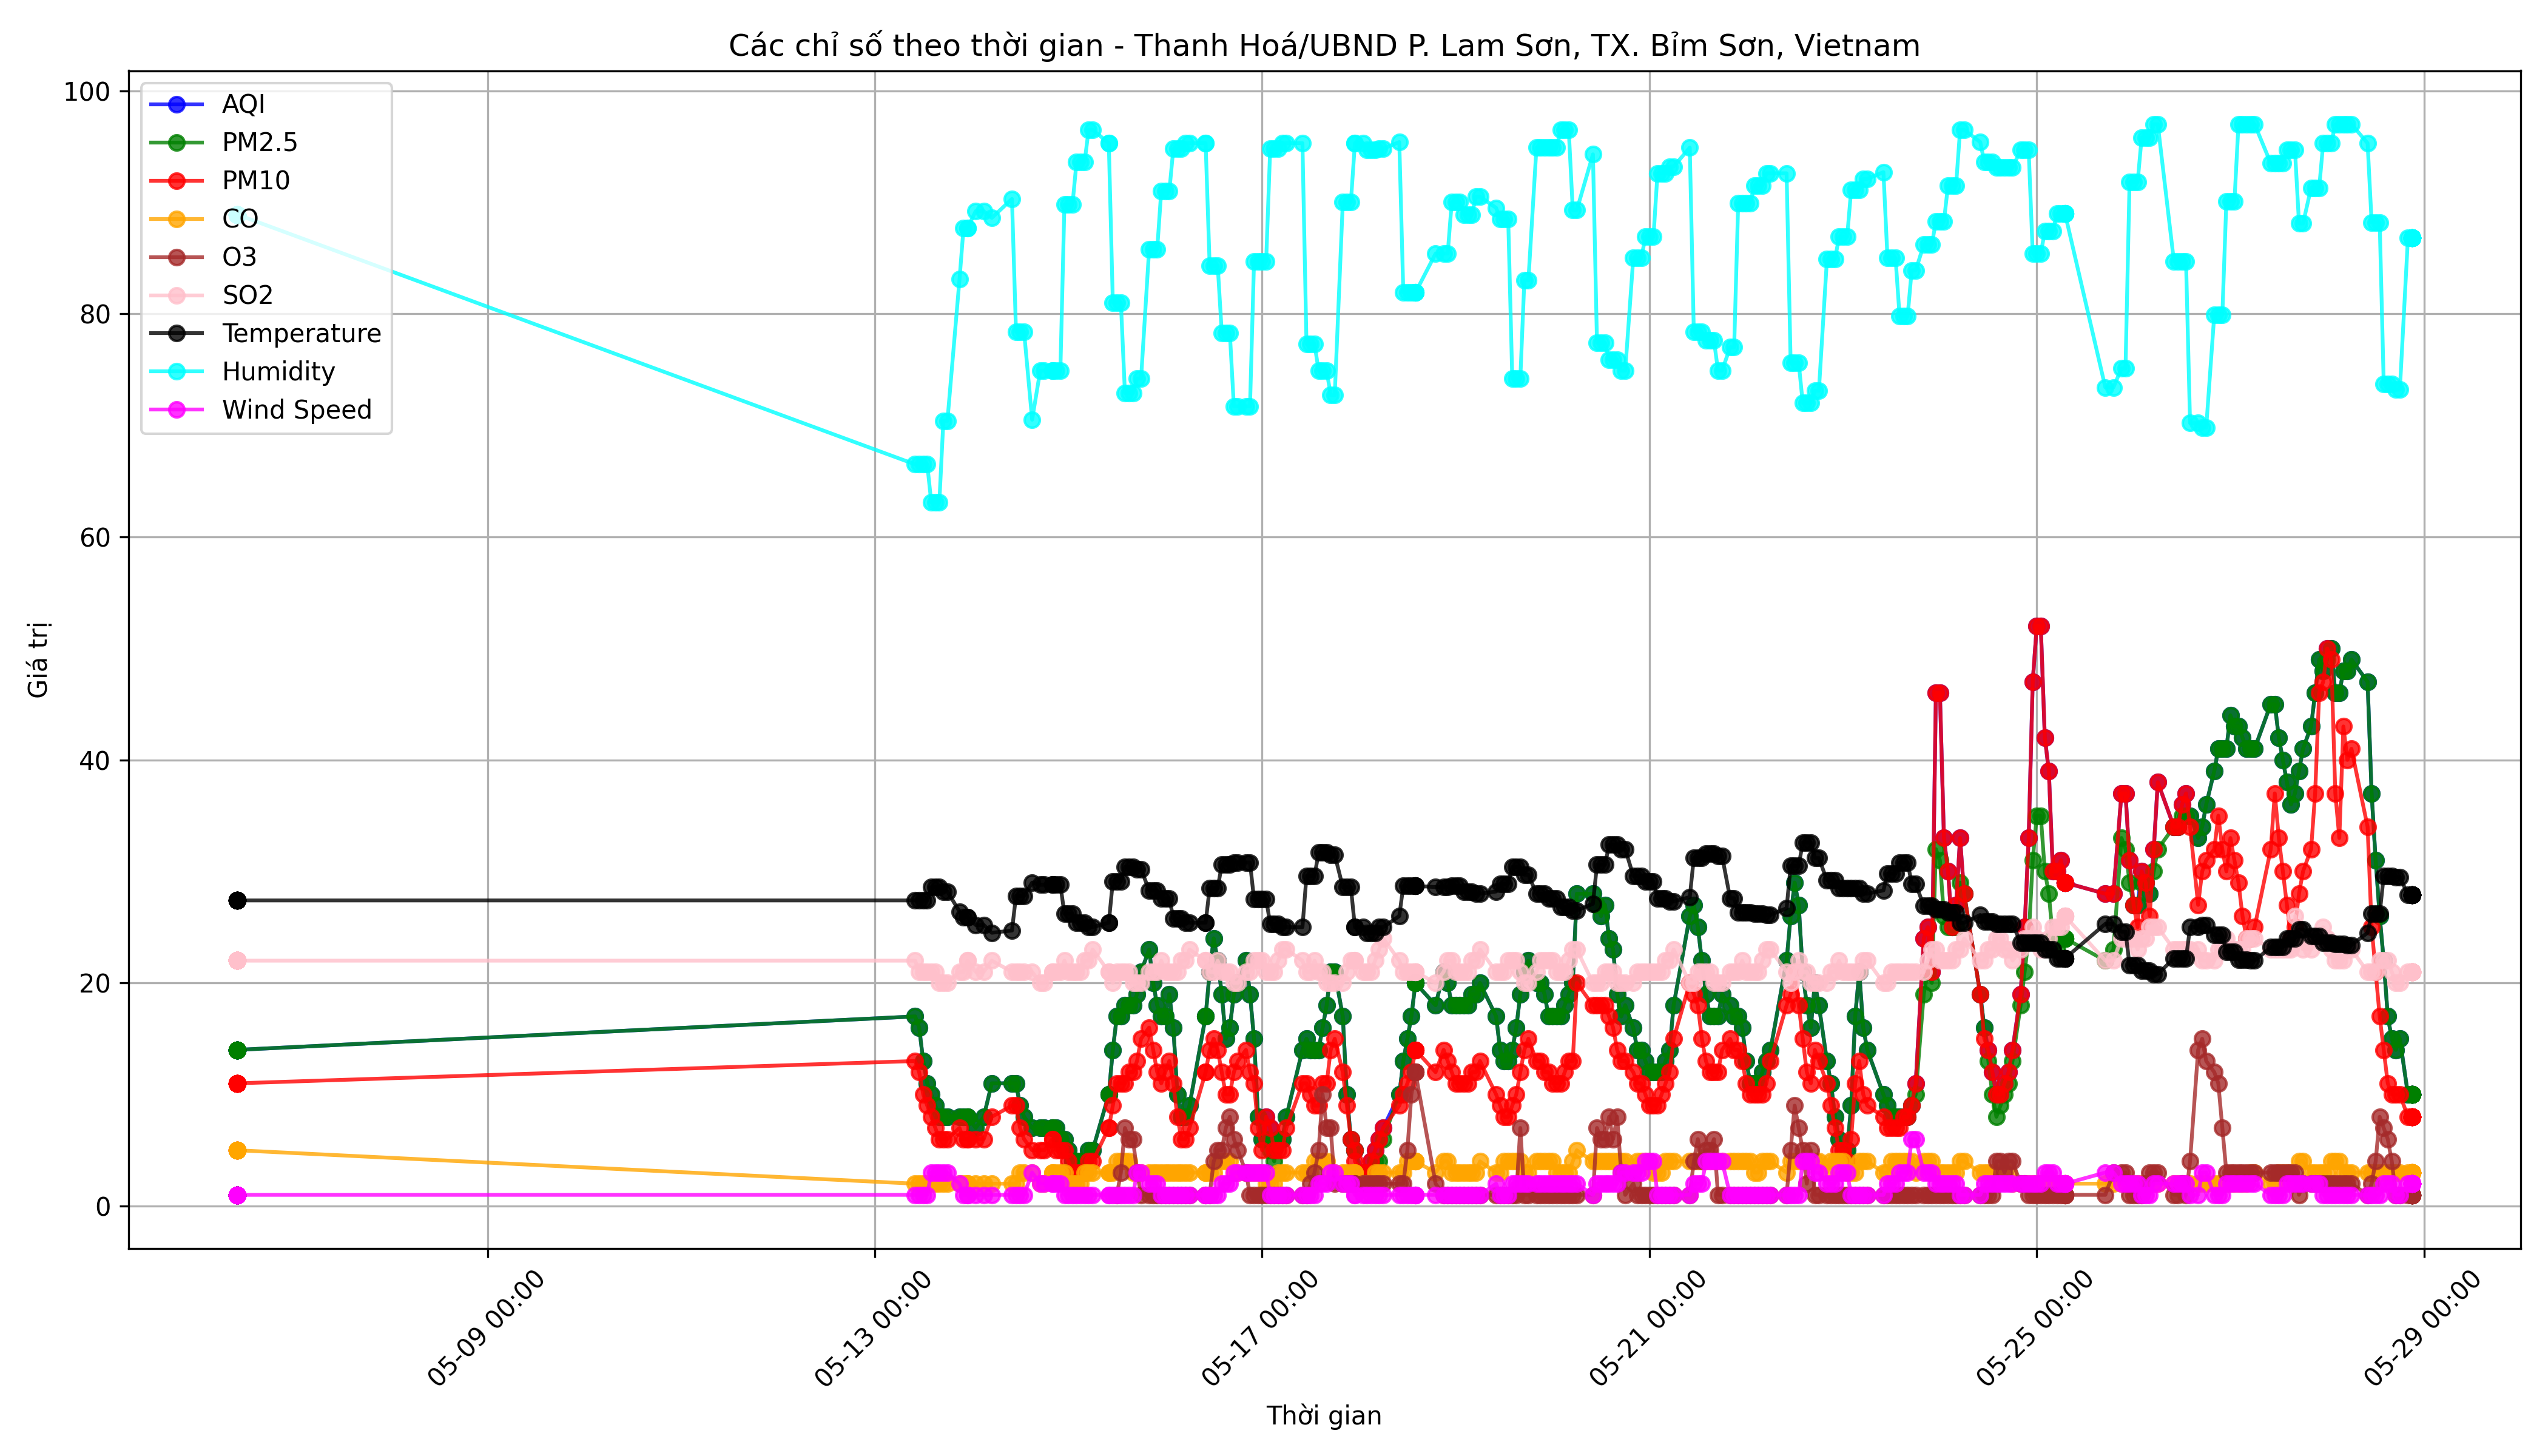 Các chỉ số theo thời gian - Thanh Hoá/UBND P. Lam Sơn, TX. Bỉm Sơn, Vietnam
100
80
60
40
20
0
Giá trị
AQI
PM2.5
PM10
CO
O3
SO2
Temperature
Humidity
Wind Speed
05-09 00:00
05-13 00:00
05-17 00:00
05-21 00:00
05-25 00:00
05-29 00:00
Thời gian